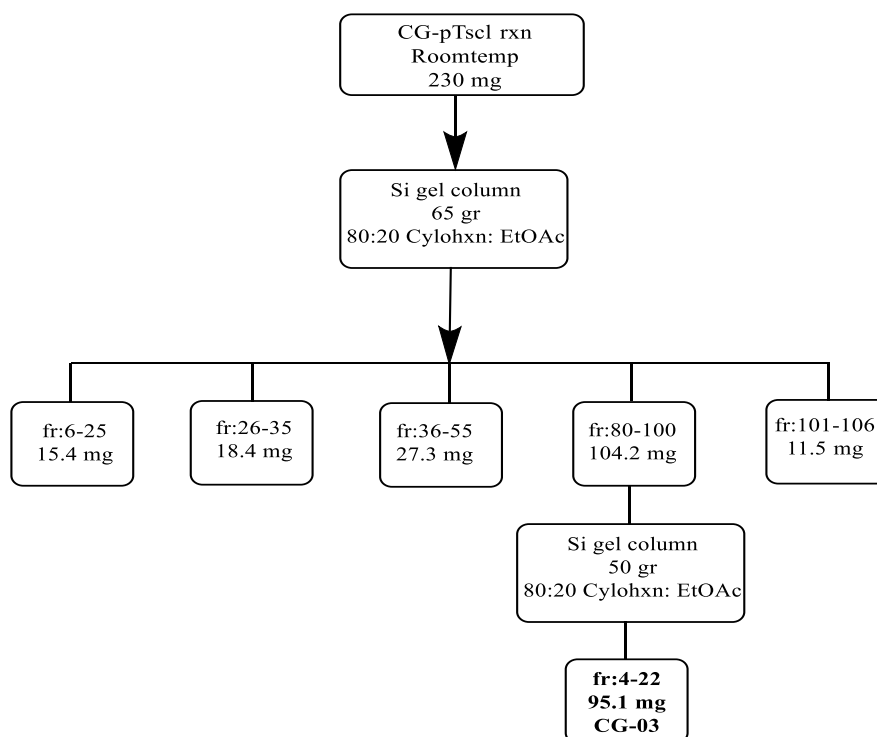 CG-pTscl rxn
Roomtemp
230 mg
Si gel column
65 gr
80:20 Cylohxn: EtOAc
fr:6-25
15.4 mg
fr:26-35
18.4 mg
fr:36-55
27.3 mg
fr:80-100
104.2 mg
fr:101-106
11.5 mg
Si gel column
50 gr
80:20 Cylohxn: EtOAc
fr:4-22
95.1 mg
CG-03